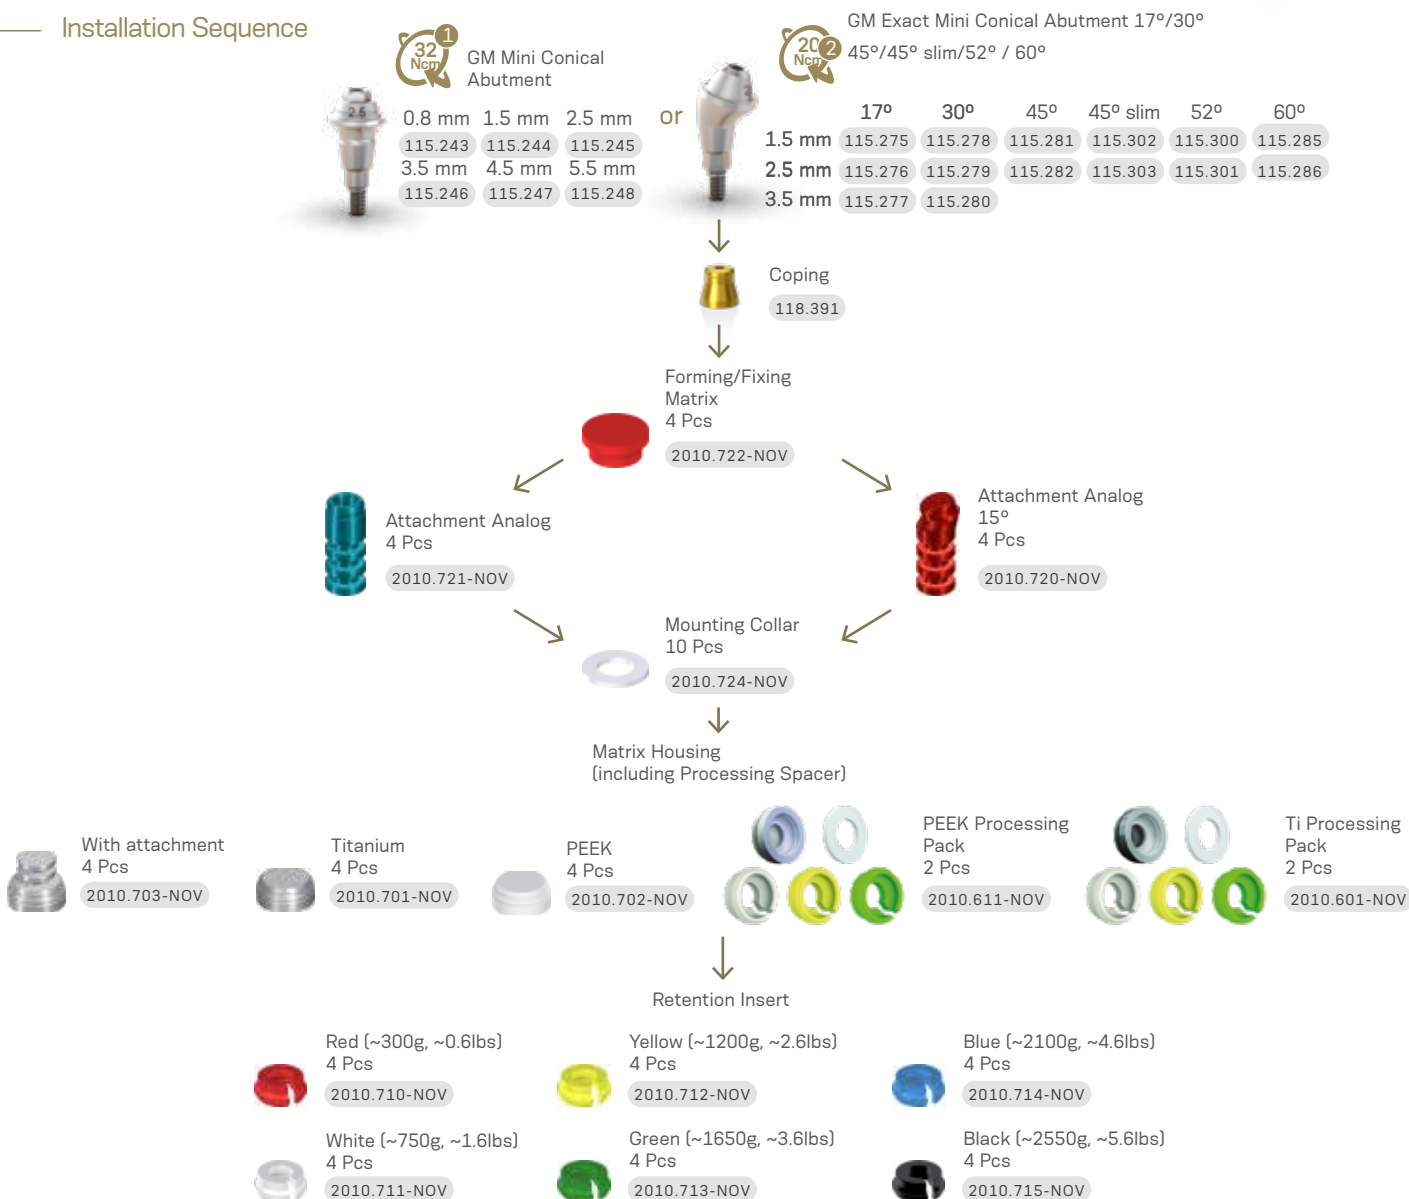 Installation Sequence
32 Ncm 1
GM Mini Conical
Abutment
0.8 mm 1.5 mm 2.5 mm
115.243 115.244 115.245
3.5 mm 4.5 mm 5.5 mm
115.246 115.247 115.248
2.5
or
20 Ncm 2
GM Exact Mini Conical Abutment 17º/30º
45º/45º slim/52º / 60º
17º 30º 45º 45º slim 52º 60º
1.5 mm 115.275 115.278 115.281 115.302 115.300 115.285
2.5 mm 115.276 115.279 115.282 115.303 115.301 115.286
3.5 mm 115.277 115.280
Coping
118.391
Forming/Fixing
Matrix
4 Pcs
2010.722-NOV
Attachment Analog
4 Pcs
2010.721-NOV
Attachment Analog
15º
4 Pcs
2010.720-NOV
Mounting Collar
10 Pcs
2010.724-NOV
Matrix Housing
(including Processing Spacer)
With attachment
4 Pcs
2010.703-NOV
Titanium
4 Pcs
2010.701-NOV
PEEK
4 Pcs
2010.702-NOV
PEEK Processing
Pack
2 Pcs
2010.611-NOV
Ti Processing
Pack
2 Pcs
2010.601-NOV
Retention Insert
Red (~300g, ~0.6lbs)
4 Pcs
2010.710-NOV
Yellow (~1200g, ~2.6lbs)
4 Pcs
2010.712-NOV
Blue (~2100g, ~4.6lbs)
4 Pcs
2010.714-NOV
White (~750g, ~1.6lbs)
4 Pcs
2010.711-NOV
Green (~1650g, ~3.6lbs)
4 Pcs
2010.713-NOV
Black (~2550g, ~5.6lbs)
4 Pcs
2010.715-NOV